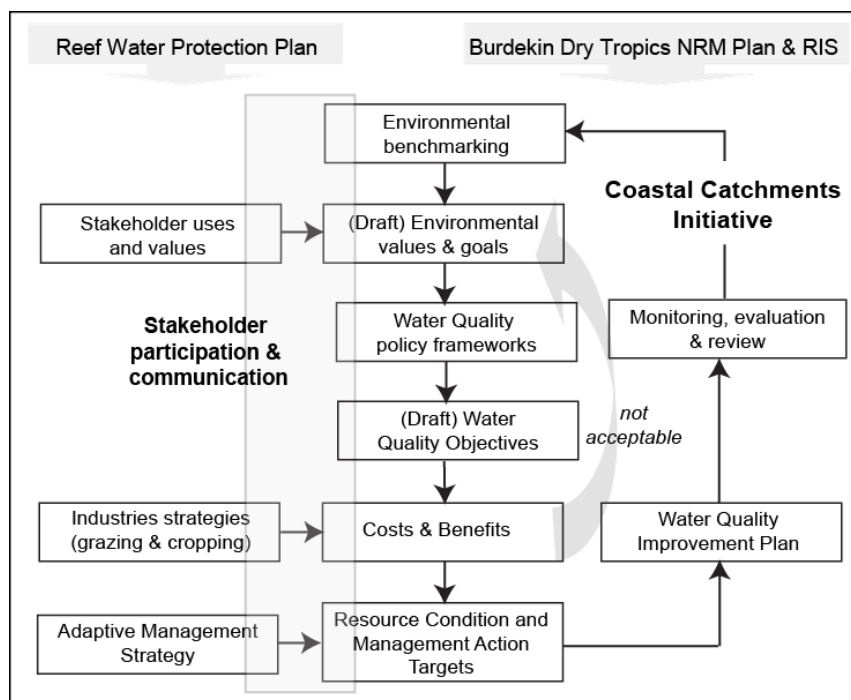 Reef Water Protection Plan
Burdekin Dry Tropics NRM Plan & RIS
Environmental
benchmarking
Coastal Catchments
Initiative
Stakeholder uses
and values
(Draft) Environmental
values & goals
Stakeholder
participation &
communication
Water Quality
policy frameworks
Monitoring, evaluation
& review
(Draft) Water
Quality Objectives
not
acceptable
Industries strategies
(grazing & cropping)
Costs & Benefits
Water Quality
Improvement Plan
Adaptive Management
Strategy
Resource Condition and
Management Action
Targets